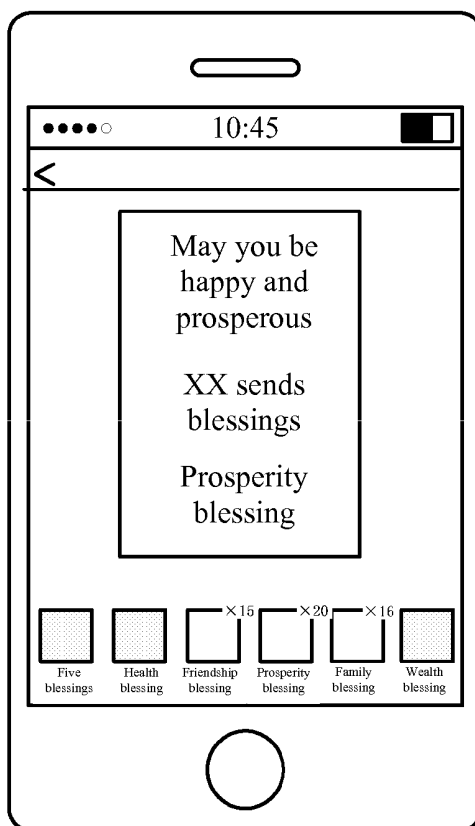 10:45
<
May you be
happy and
prosperous
XX sends
blessings
Prosperity
blessing
×15 ×20 ×16
Five Health Friendship Prosperity Family Wealth
blessings blessing blessing blessing blessing blessing